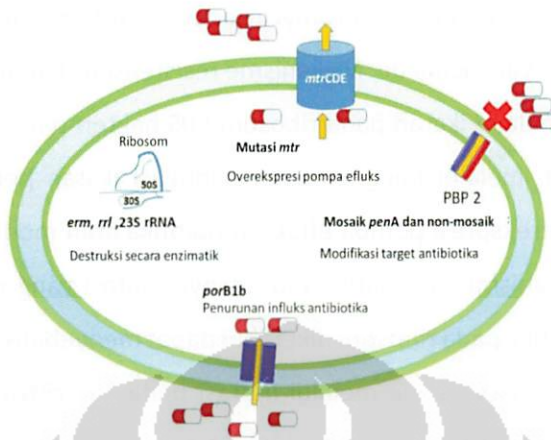 mtrCDE
Ribosom
50S
30S
Mutasi mtr
Overekspresi pompa efluks
PBP 2
erm, rrl ,23S rRNA
Destruksi secara enzimatik
Mosaik penA dan non-mosaik
Modifikasi target antibiotika
porB1b
Penurunan influks antibiotika